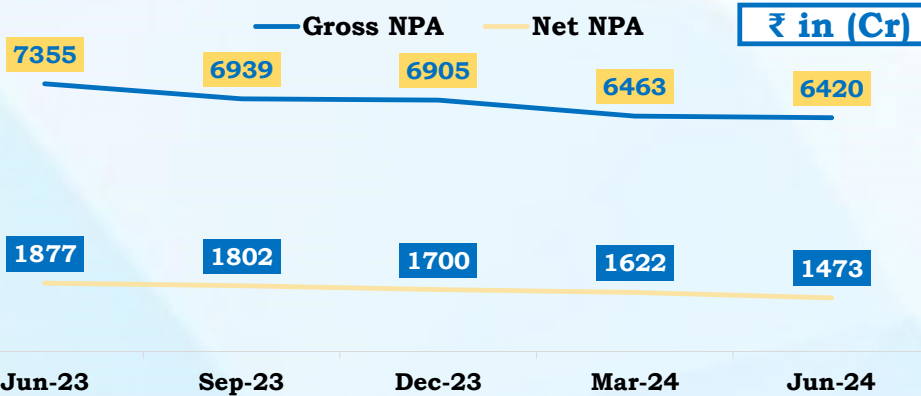 Gross NPA
Net NPA
₹ in (Cr)
7355
6939
6905
6463
6420
1877
1802
1700
1622
1473
Jun-23
Sep-23
Dec-23
Mar-24
Jun-24